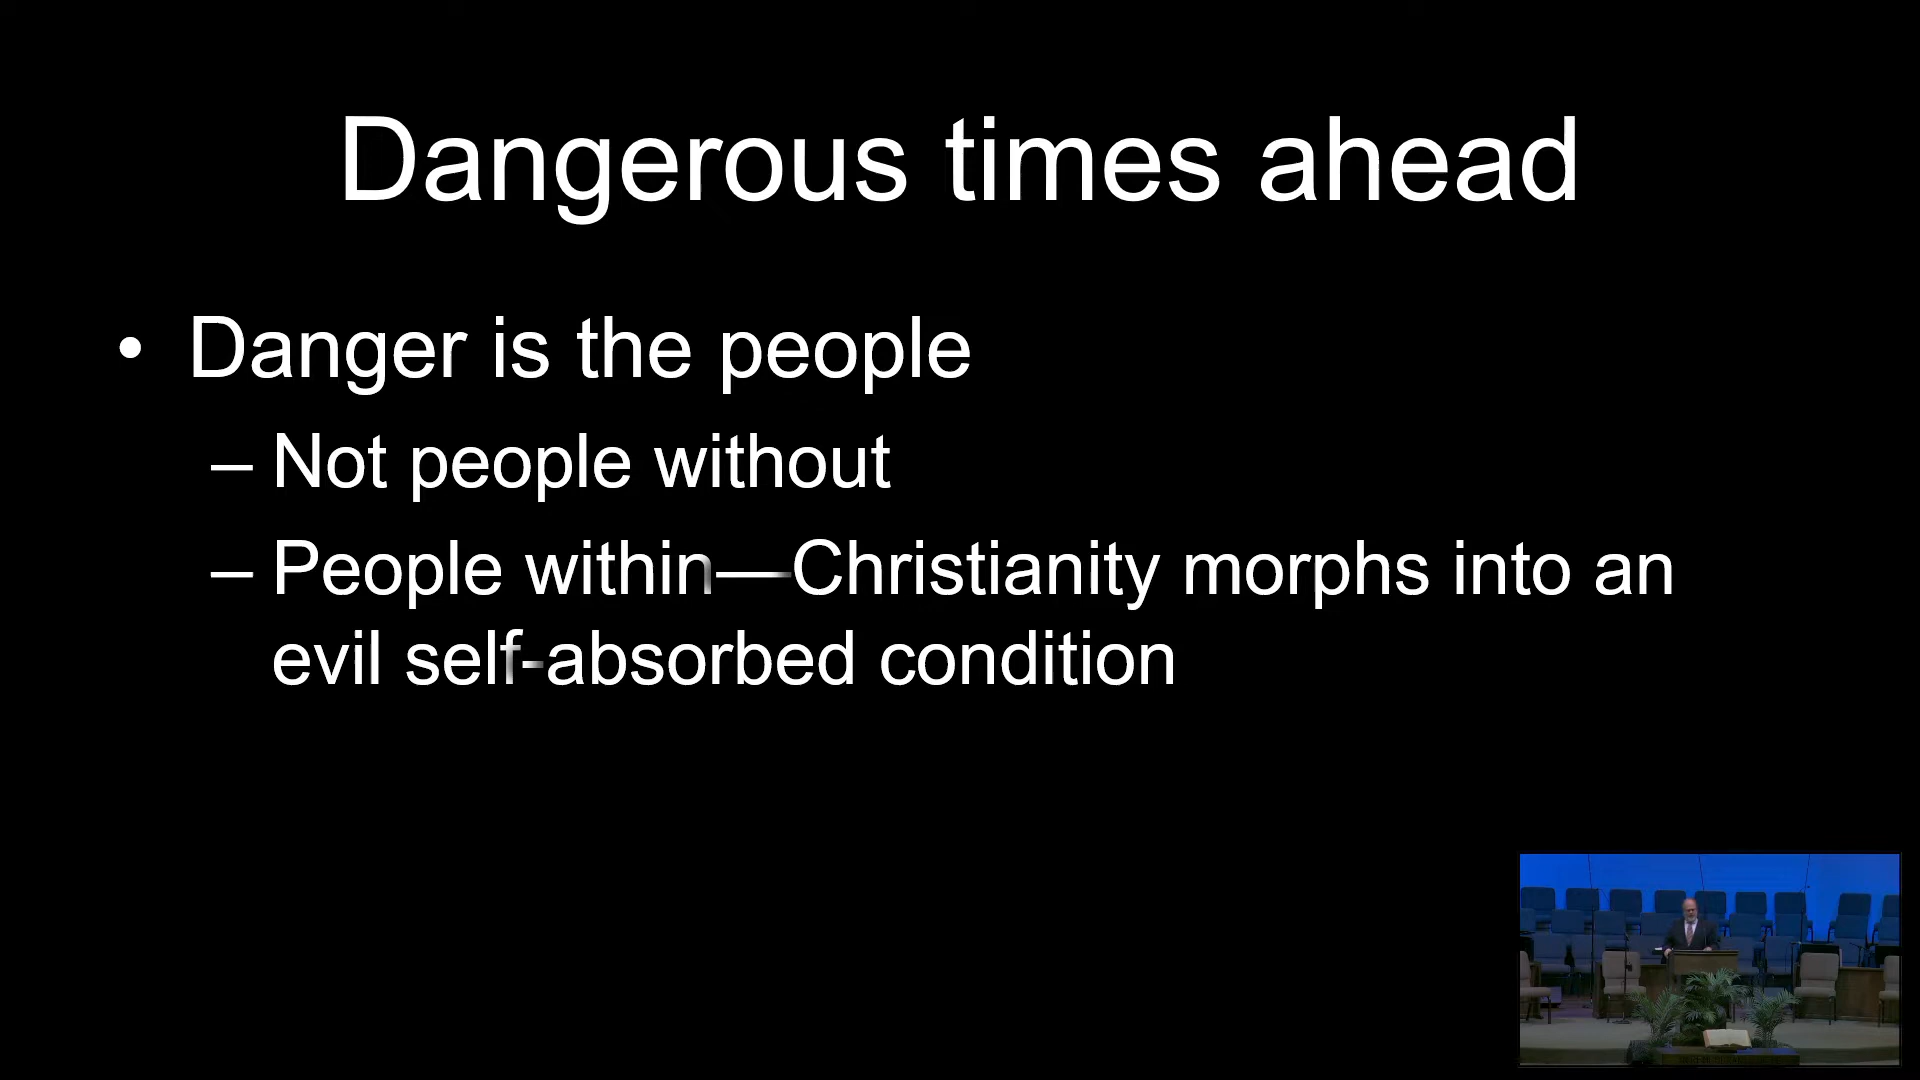 Dangerous times ahead
• Danger is the people
– Not people without
– People within—Christianity morphs into an
evil self-absorbed condition